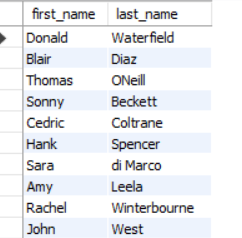 first_name last_name
Donald Waterfield
Blair Diaz
Thomas ONeill
Sonny Beckett
Cedric Coltrane
Hank Spencer
Sara di Marco
Amy Leela
Rachel Winterbourne
John West